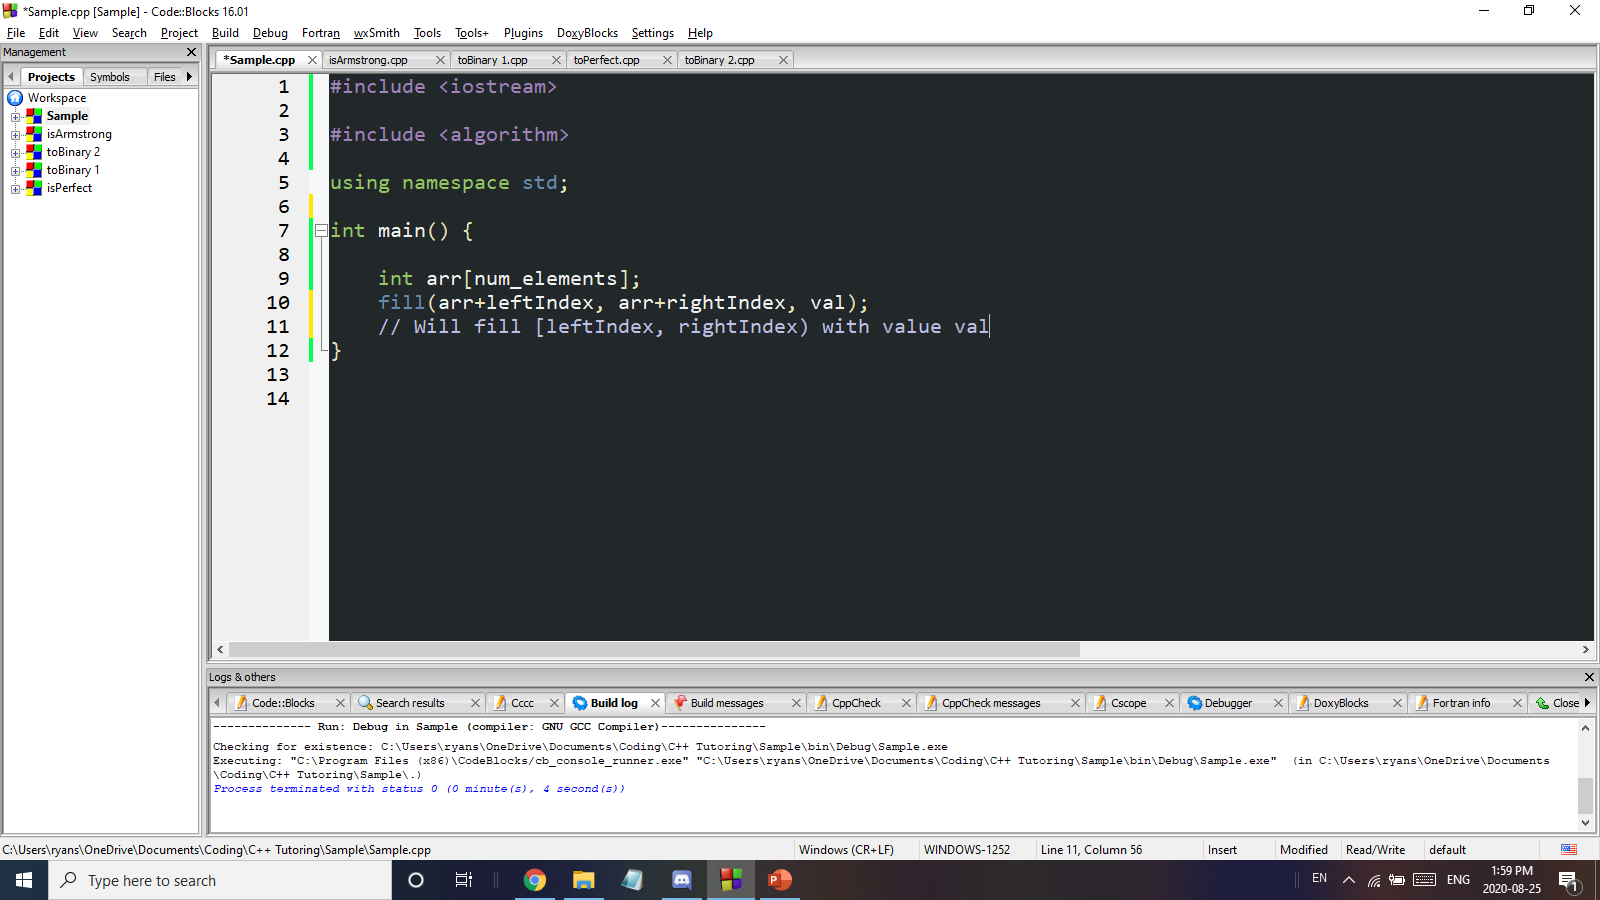 *Sample.cpp [Sample] - Code::Blocks 16.01
File Edit View Search Project Build Debug Fortran wxSmith Tools Tools+ Plugins DoxyBlocks Settings Help
Management
Projects Symbols Files
Workspace
Sample
isArmstrong
toBinary 2
toBinary 1
isPerfect
*Sample.cpp isArmstrong.cpp toBinary 1.cpp toPerfect.cpp toBinary 2.cpp
1 #include <iostream>
2
3 #include <algorithm>
4
5 using namespace std;
6
7 int main() {
8
9 int arr[num_elements];
10 fill(arr+leftIndex, arr+rightIndex, val);
11 // Will fill [leftIndex, rightIndex) with value val
12 }
13
14
Logs & others
Code::Blocks Search results Cccc Build log Build messages CppCheck CppCheck messages Cscope Debugger DoxyBlocks Fortran info Close
-------------- Run: Debug in Sample (compiler: GNU GCC Compiler)---------------
Checking for existence: C:\Users\ryans\OneDrive\Documents\Coding\C++ Tutoring\Sample\bin\Debug\Sample.exe
Executing: "C:\Program Files (x86)\CodeBlocks/cb_console_runner.exe" "C:\Users\ryans\OneDrive\Documents\Coding\C++ Tutoring\Sample\bin\Debug\Sample.exe"  (in C:\Users\ryans\OneDrive\Documents
\Coding\C++ Tutoring\Sample\.)
Process terminated with status 0 (0 minute(s), 4 second(s))
C:\Users\ryans\OneDrive\Documents\Coding\C++ Tutoring\Sample\Sample.cpp Windows (CR+LF) WINDOWS-1252 Line 11, Column 56 Insert Modified Read/Write default
Type here to search
EN ENG
1:59 PM
2020-08-25
1